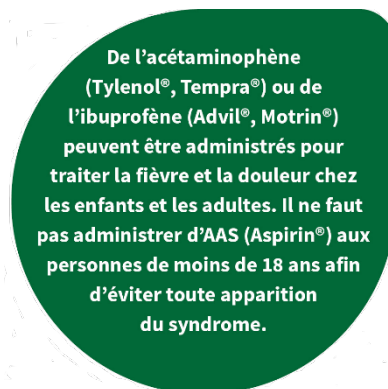 De l’acétaminophène
(Tylenol®, Tempra®) ou de
l’ibuprofène (Advil®, Motrin®)
peuvent être administrés pour
traiter la fièvre et la douleur chez
les enfants et les adultes. Il ne faut
pas administrer d’AAS (Aspirin®) aux
personnes de moins de 18 ans afin
d’éviter toute apparition
du syndrome.